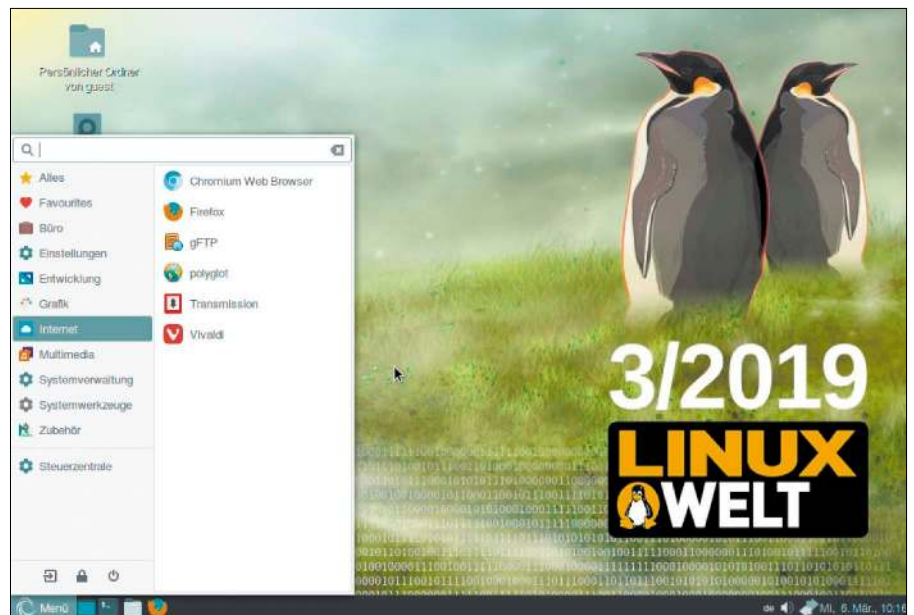 Persönlicher Ordner
von guest
Alles
Favourites
Büro
Einstellungen
Entwicklung
Grafik
Internet
Multimedia
Systemverwaltung
Systemwerkzeuge
Zubehör
Steuerzentrale
Chromium Web Browser
Firefox
gFTP
polyglot
Transmission
Vivaldi
3/2019
LINUX
WELT
Menü
de
Mi, 6. Mär., 10:16